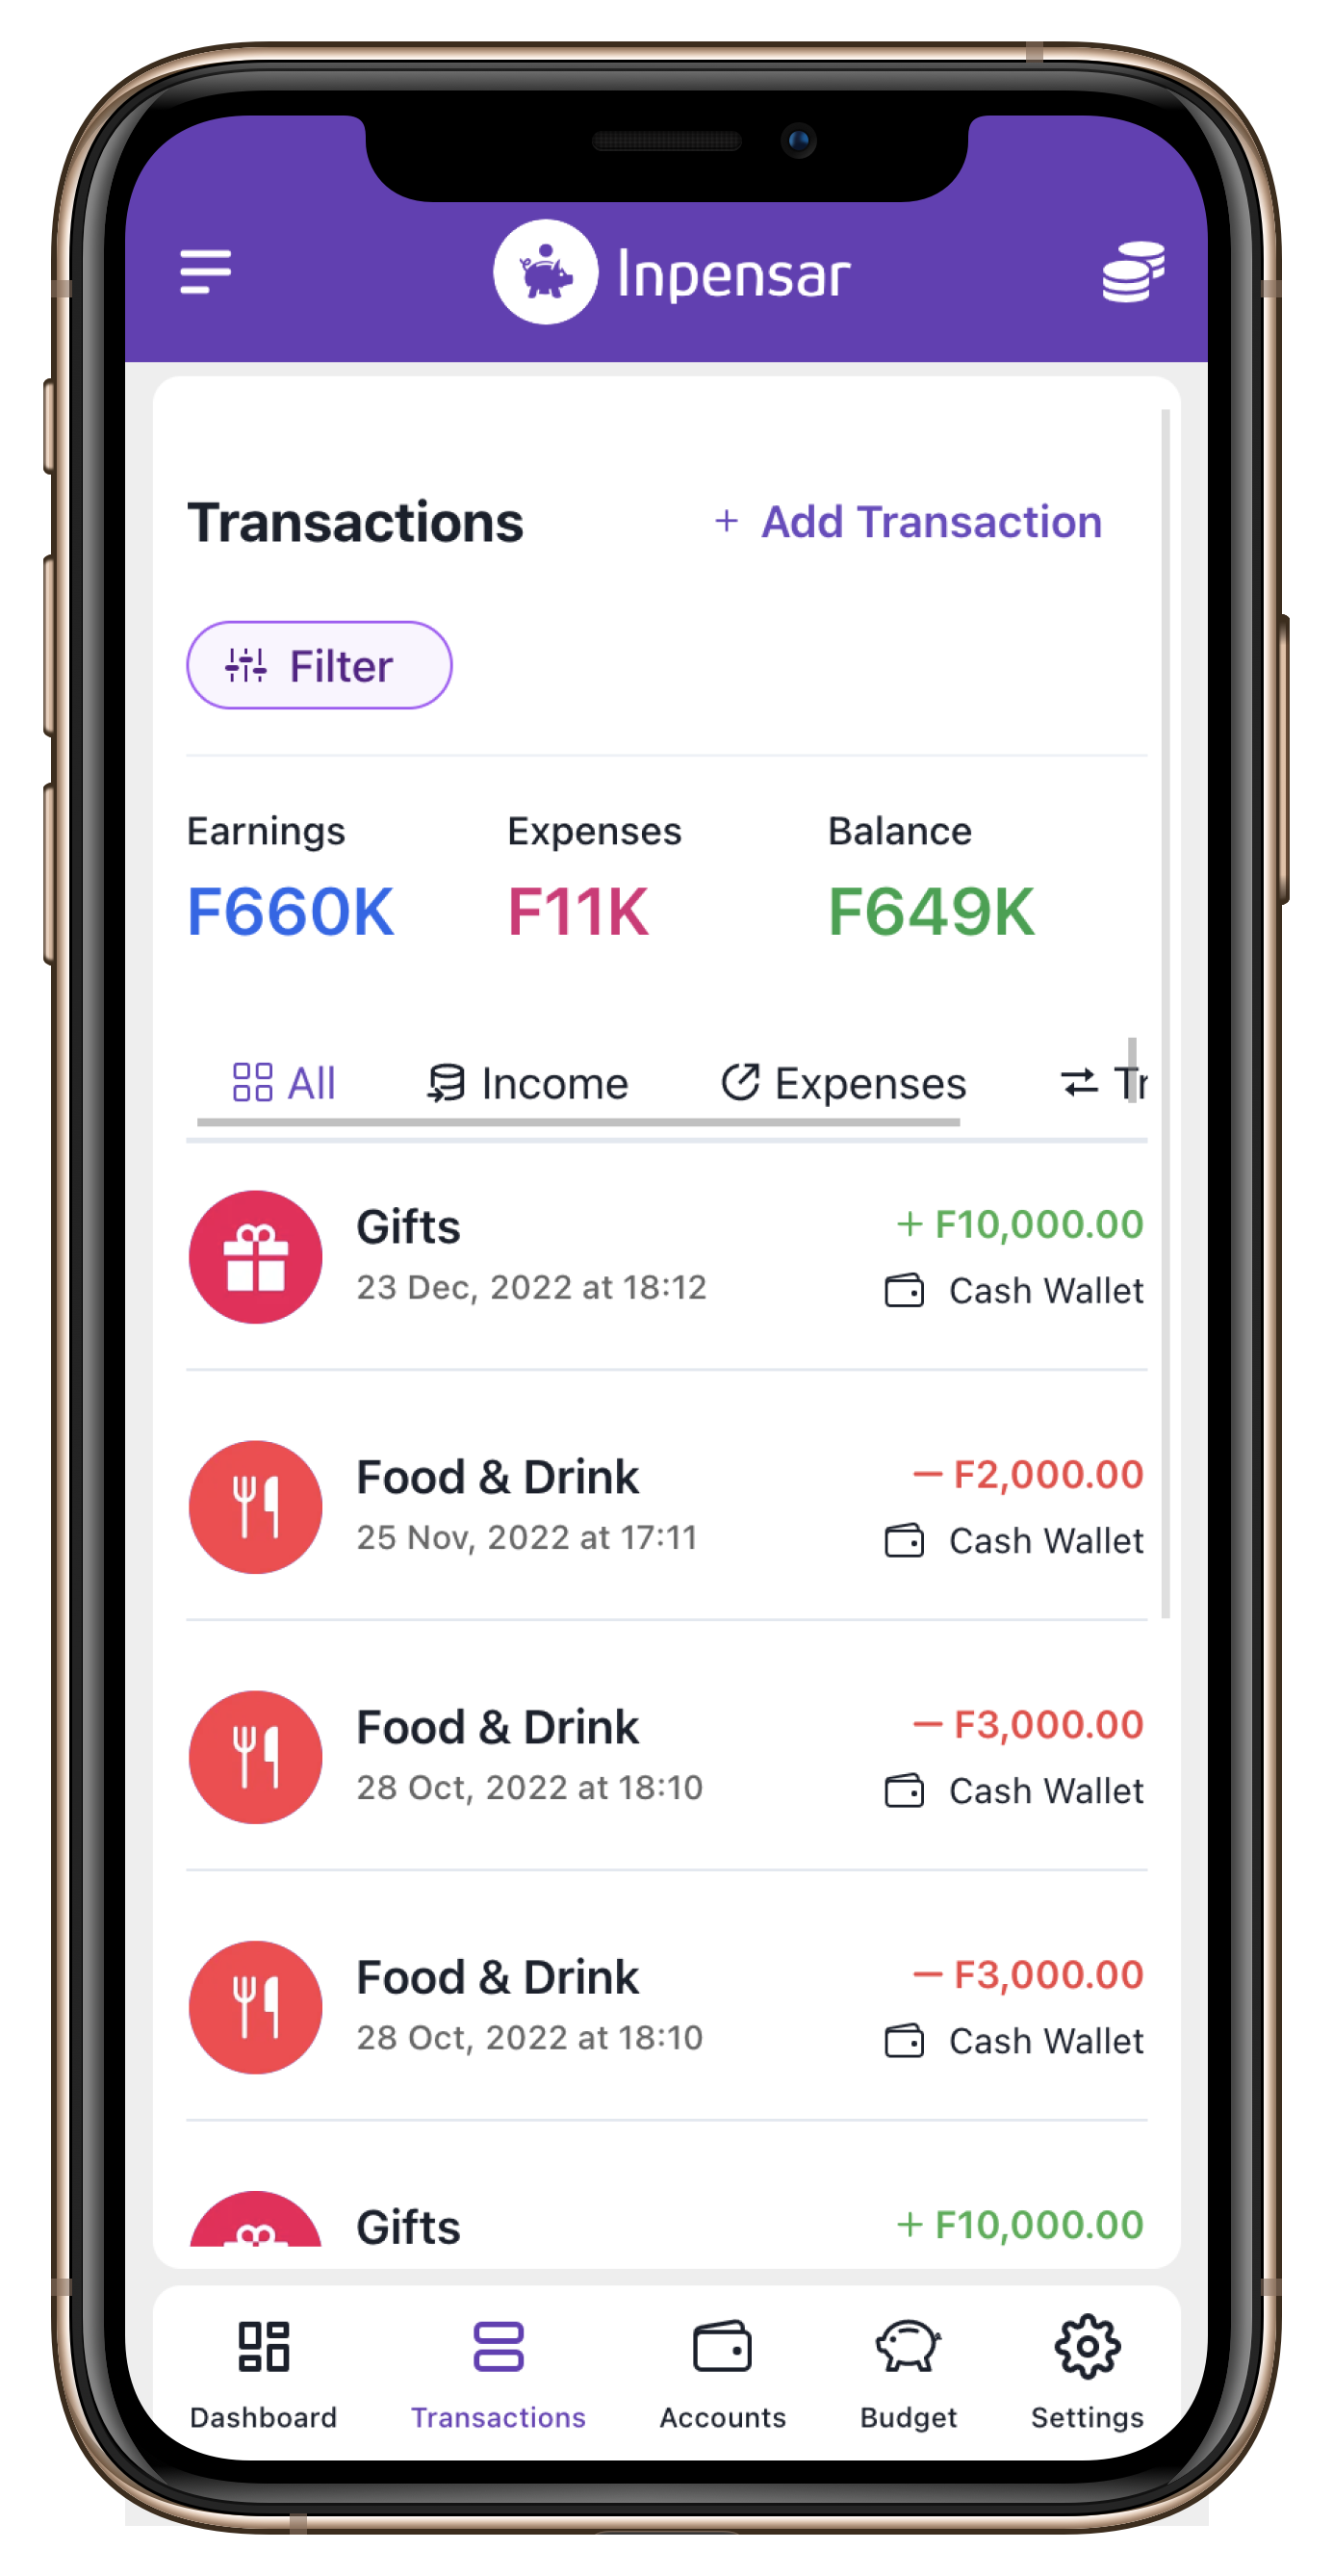 Inpensar
Transactions
+ Add Transaction
Filter
Earnings
Expenses
Balance
F660K
F11K
F649K
All
Income
Expenses
Tr
Gifts
+ F10,000.00
23 Dec, 2022 at 18:12
Cash Wallet
Food & Drink
— F2,000.00
25 Nov, 2022 at 17:11
Cash Wallet
Food & Drink
— F3,000.00
28 Oct, 2022 at 18:10
Cash Wallet
Food & Drink
— F3,000.00
28 Oct, 2022 at 18:10
Cash Wallet
Gifts
+ F10,000.00
Dashboard
Transactions
Accounts
Budget
Settings